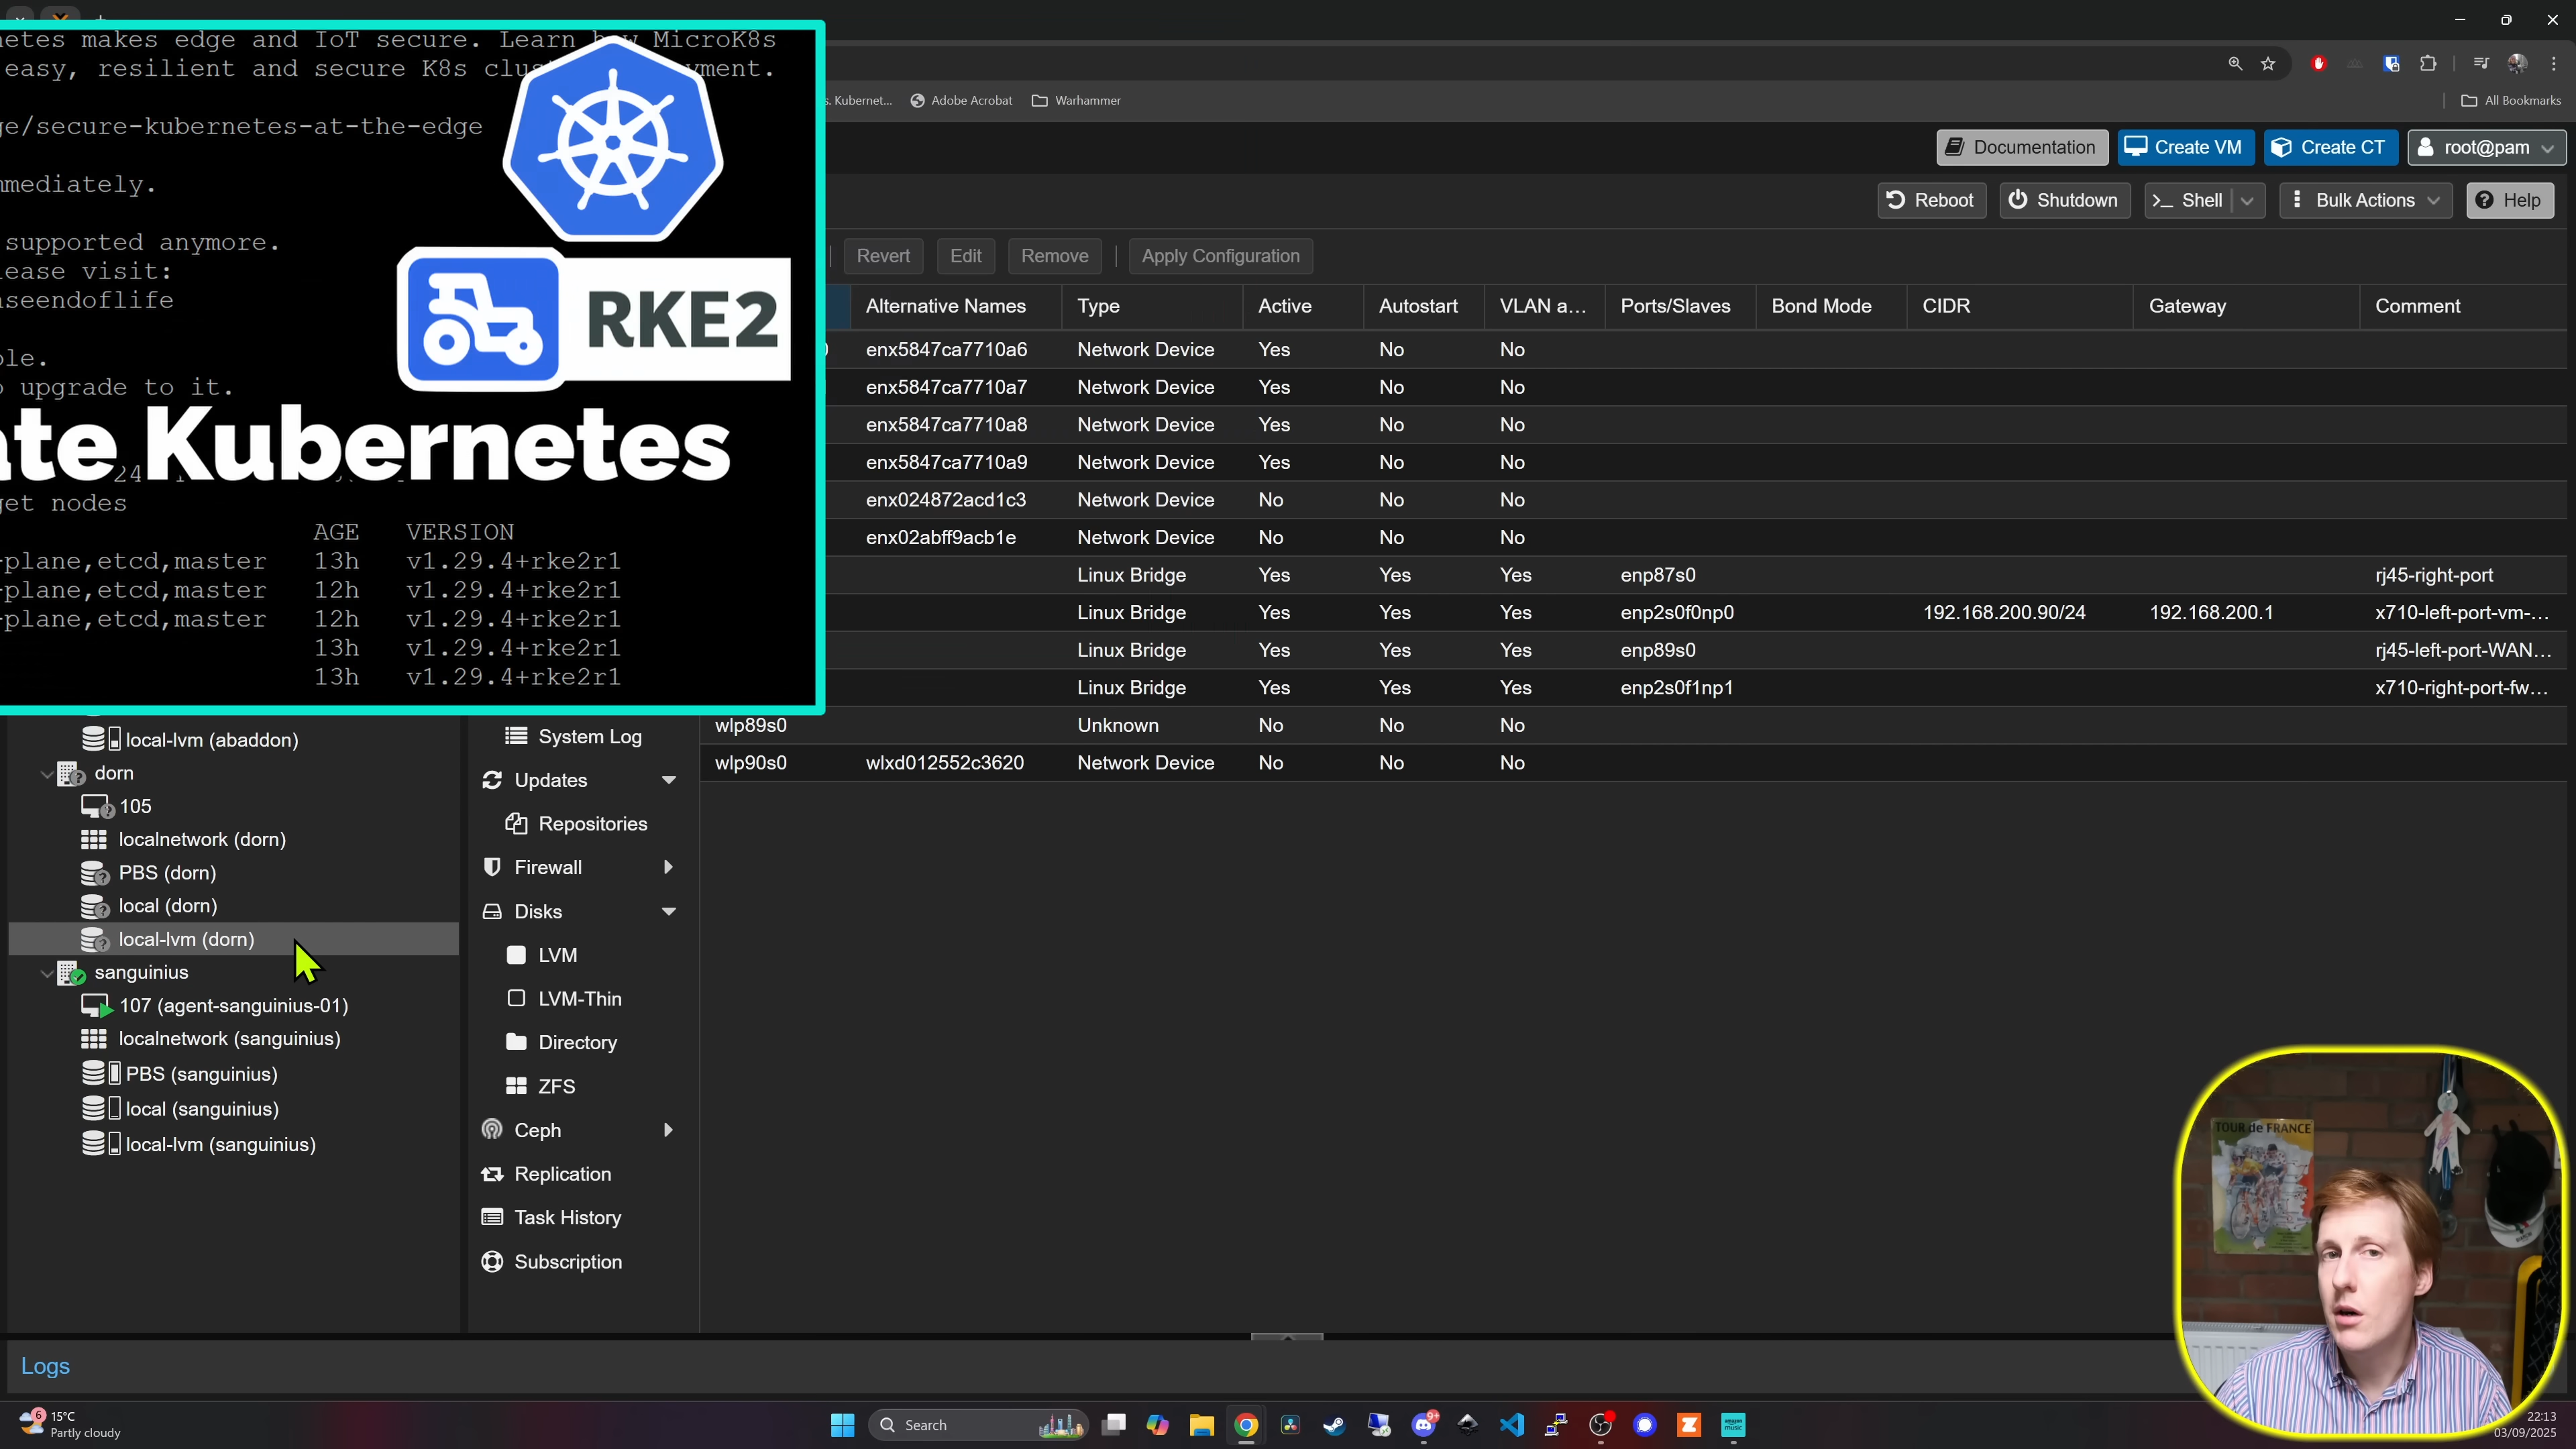 etes makes edge and IoT secure. Learn how MicroK8s
easy, resilient and secure K8s
ge/secure-kubernetes-at-the-edge
mmediately.
supported anymore.
lease visit:
aseendoflife
ole.
o upgrade to it.
RKE2
ate Kubernetes
24
get nodes
AGE VERSION
-plane,etcd,master 13h v1.29.4+rke2r1
-plane,etcd,master 12h v1.29.4+rke2r1
-plane,etcd,master 12h v1.29.4+rke2r1
13h v1.29.4+rke2r1
13h v1.29.4+rke2r1
s. Kubernet... Adobe Acrobat Warhammer All Bookmarks
Documentation Create VM Create CT root@pam
Reboot Shutdown >_ Shell Bulk Actions Help
Revert Edit Remove Apply Configuration
Alternative Names Type Active Autostart VLAN a... Ports/Slaves Bond Mode CIDR Gateway Comment
enx5847ca7710a6 Network Device Yes No No
enx5847ca7710a7 Network Device Yes No No
enx5847ca7710a8 Network Device Yes No No
enx5847ca7710a9 Network Device Yes No No
enx024872acd1c3 Network Device No No No
enx02abff9acb1e Network Device No No No
Linux Bridge Yes Yes Yes enp87s0 rj45-right-port
Linux Bridge Yes Yes Yes enp2s0f0np0 192.168.200.90/24 192.168.200.1 x710-left-port-vm-...
Linux Bridge Yes Yes Yes enp89s0 rj45-left-port-WAN...
Linux Bridge Yes Yes Yes enp2s0f1np1 x710-right-port-fw...
wlp89s0 Unknown No No No
wlp90s0 wlxd012552c3620 Network Device No No No
local-lvm (abaddon)
dorn
105
localnetwork (dorn)
PBS (dorn)
local (dorn)
local-lvm (dorn)
sanguinius
107 (agent-sanguinius-01)
localnetwork (sanguinius)
PBS (sanguinius)
local (sanguinius)
local-lvm (sanguinius)
System Log
Updates
Repositories
Firewall
Disks
LVM
LVM-Thin
Directory
ZFS
Ceph
Replication
Task History
Subscription
TOUR de FRANCE
Logs
6
15°C
Partly cloudy
Search
9+
amazon music
22:13
03/09/2025